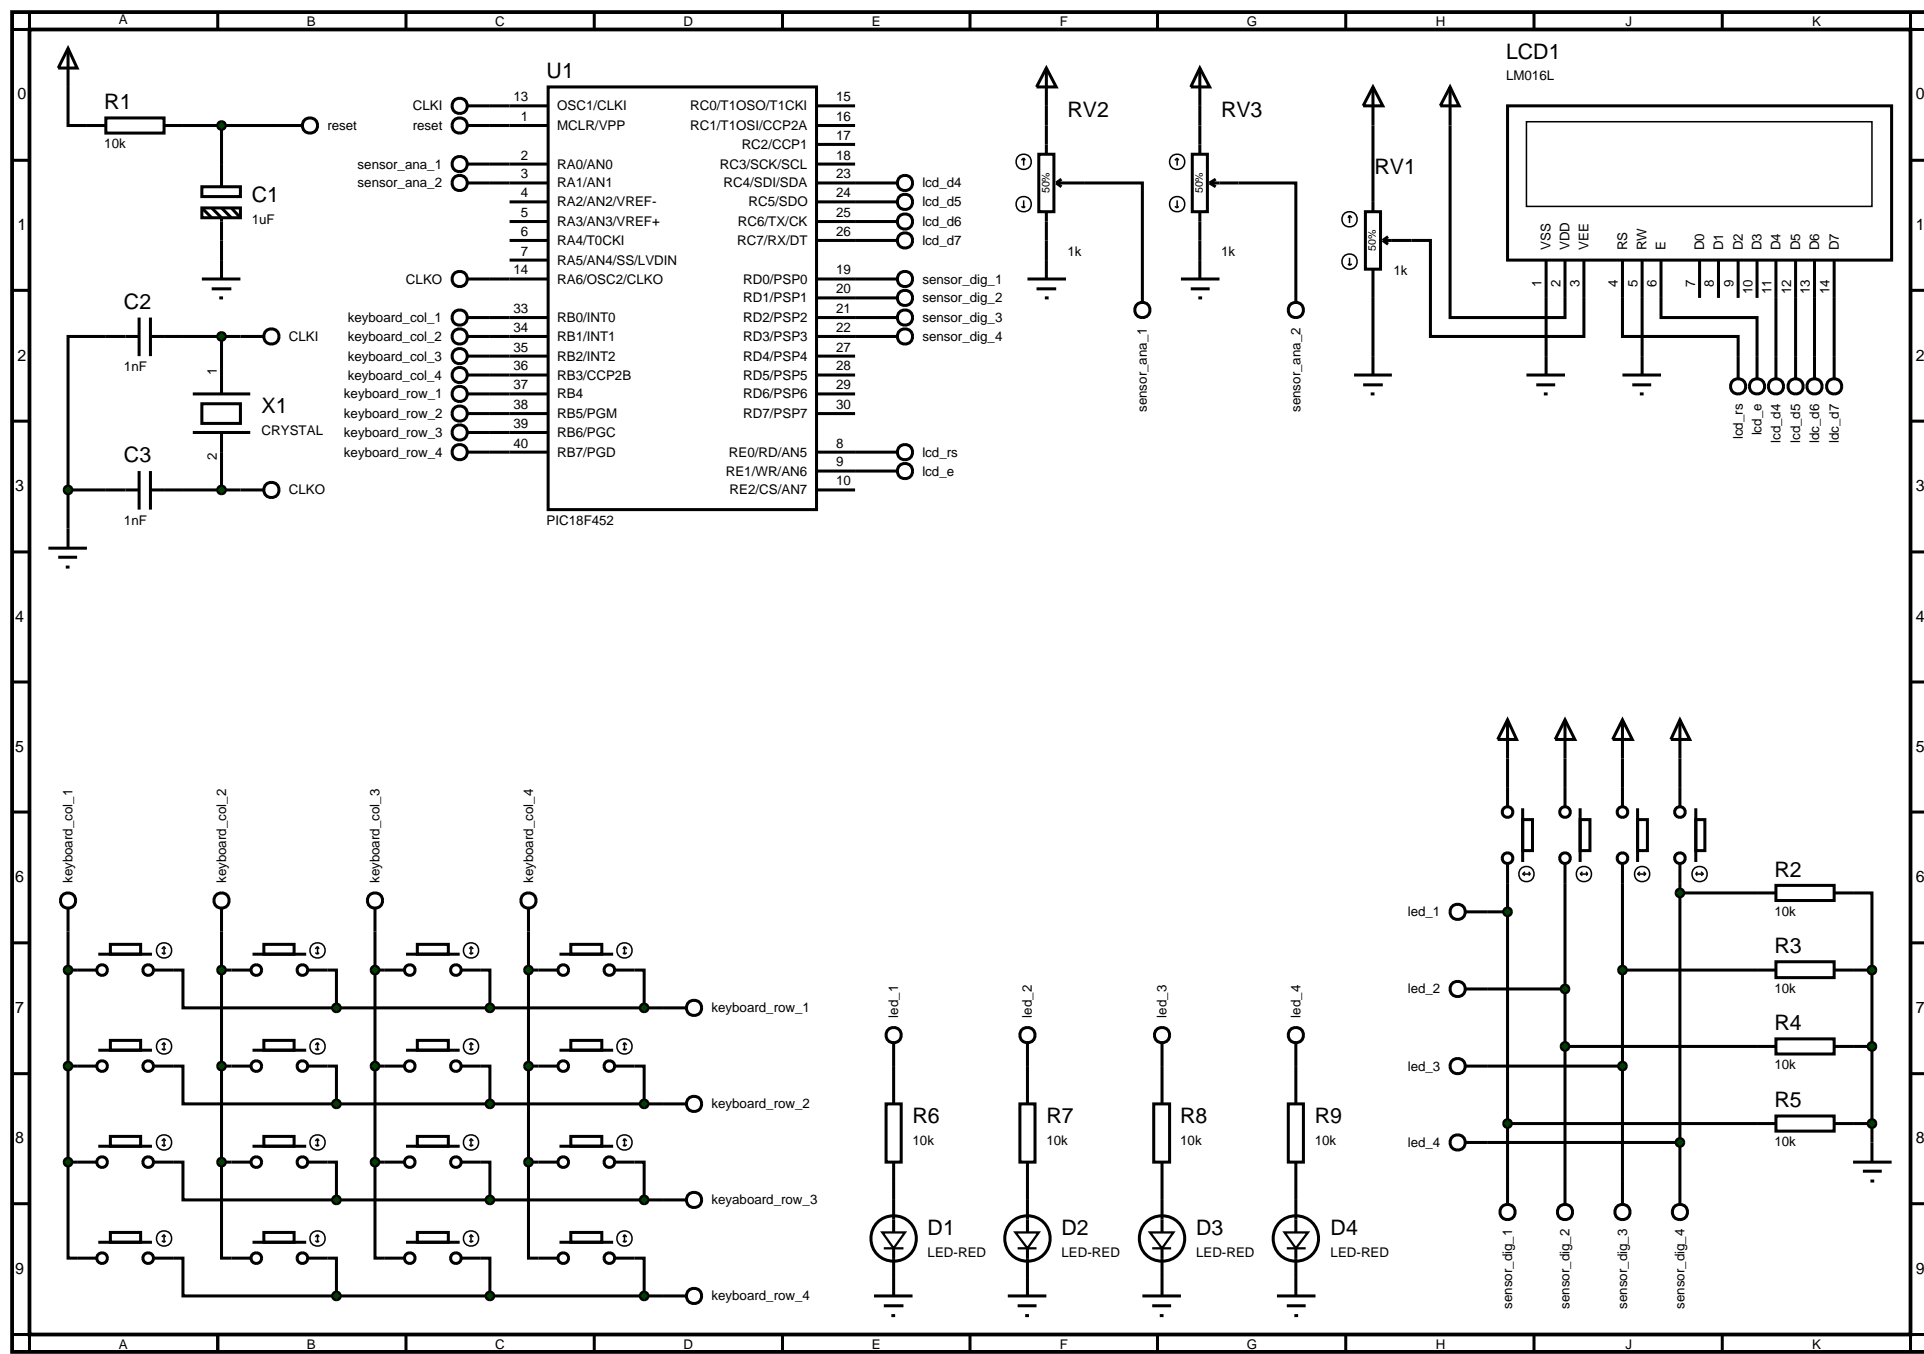 A B C D E F G H J K
0 0
1 1
2 2
3 3
4 4
5 5
6 6
7 7
8 8
9 9
R1
10k
reset
C1
1uF
C2
1nF
CLKI
1
X1
CRYSTAL
2
C3
1nF
CLKO
U1
CLKI 13 OSC1/CLKI
reset 1 MCLR/VPP
sensor_ana_1 2 RA0/AN0
sensor_ana_2 3 RA1/AN1
4 RA2/AN2/VREF-
5 RA3/AN3/VREF+
6 RA4/T0CKI
7 RA5/AN4/SS/LVDIN
CLKO 14 RA6/OSC2/CLKO
keyboard_col_1 33 RB0/INT0
keyboard_col_2 34 RB1/INT1
keyboard_col_3 35 RB2/INT2
keyboard_col_4 36 RB3/CCP2B
keyboard_row_1 37 RB4
keyboard_row_2 38 RB5/PGM
keyboard_row_3 39 RB6/PGC
keyboard_row_4 40 RB7/PGD
RC0/T1OSO/T1CKI 15
RC1/T1OSI/CCP2A 16
RC2/CCP1 17
RC3/SCK/SCL 18
RC4/SDI/SDA 23 lcd_d4
RC5/SDO 24 lcd_d5
RC6/TX/CK 25 lcd_d6
RC7/RX/DT 26 lcd_d7
RD0/PSP0 19 sensor_dig_1
RD1/PSP1 20 sensor_dig_2
RD2/PSP2 21 sensor_dig_3
RD3/PSP3 22 sensor_dig_4
RD4/PSP4 27
RD5/PSP5 28
RD6/PSP6 29
RD7/PSP7 30
RE0/RD/AN5 8 lcd_rs
RE1/WR/AN6 9 lcd_e
RE2/CS/AN7 10
PIC18F452
RV2
50%
1k
sensor_ana_1
RV3
50%
1k
sensor_ana_2
RV1
50%
1k
LCD1
LM016L
VSS VDD VEE RS RW E D0 D1 D2 D3 D4 D5 D6 D7
1 2 3 4 5 6 7 8 9 10 11 12 13 14
lcd_rs
lcd_e
lcd_d4
lcd_d5
ldc_d6
ldc_d7
keyboard_col_1
keyboard_col_2
keyboard_col_3
keyboard_col_4
keyboard_row_1
keyboard_row_2
keyaboard_row_3
keyboard_row_4
led_1
R6
10k
D1
LED-RED
led_2
R7
10k
D2
LED-RED
led_3
R8
10k
D3
LED-RED
led_4
R9
10k
D4
LED-RED
led_1
led_2
led_3
led_4
R2
10k
R3
10k
R4
10k
R5
10k
sensor_dig_1
sensor_dig_2
sensor_dig_3
sensor_dig_4
A B C D E F G H J K